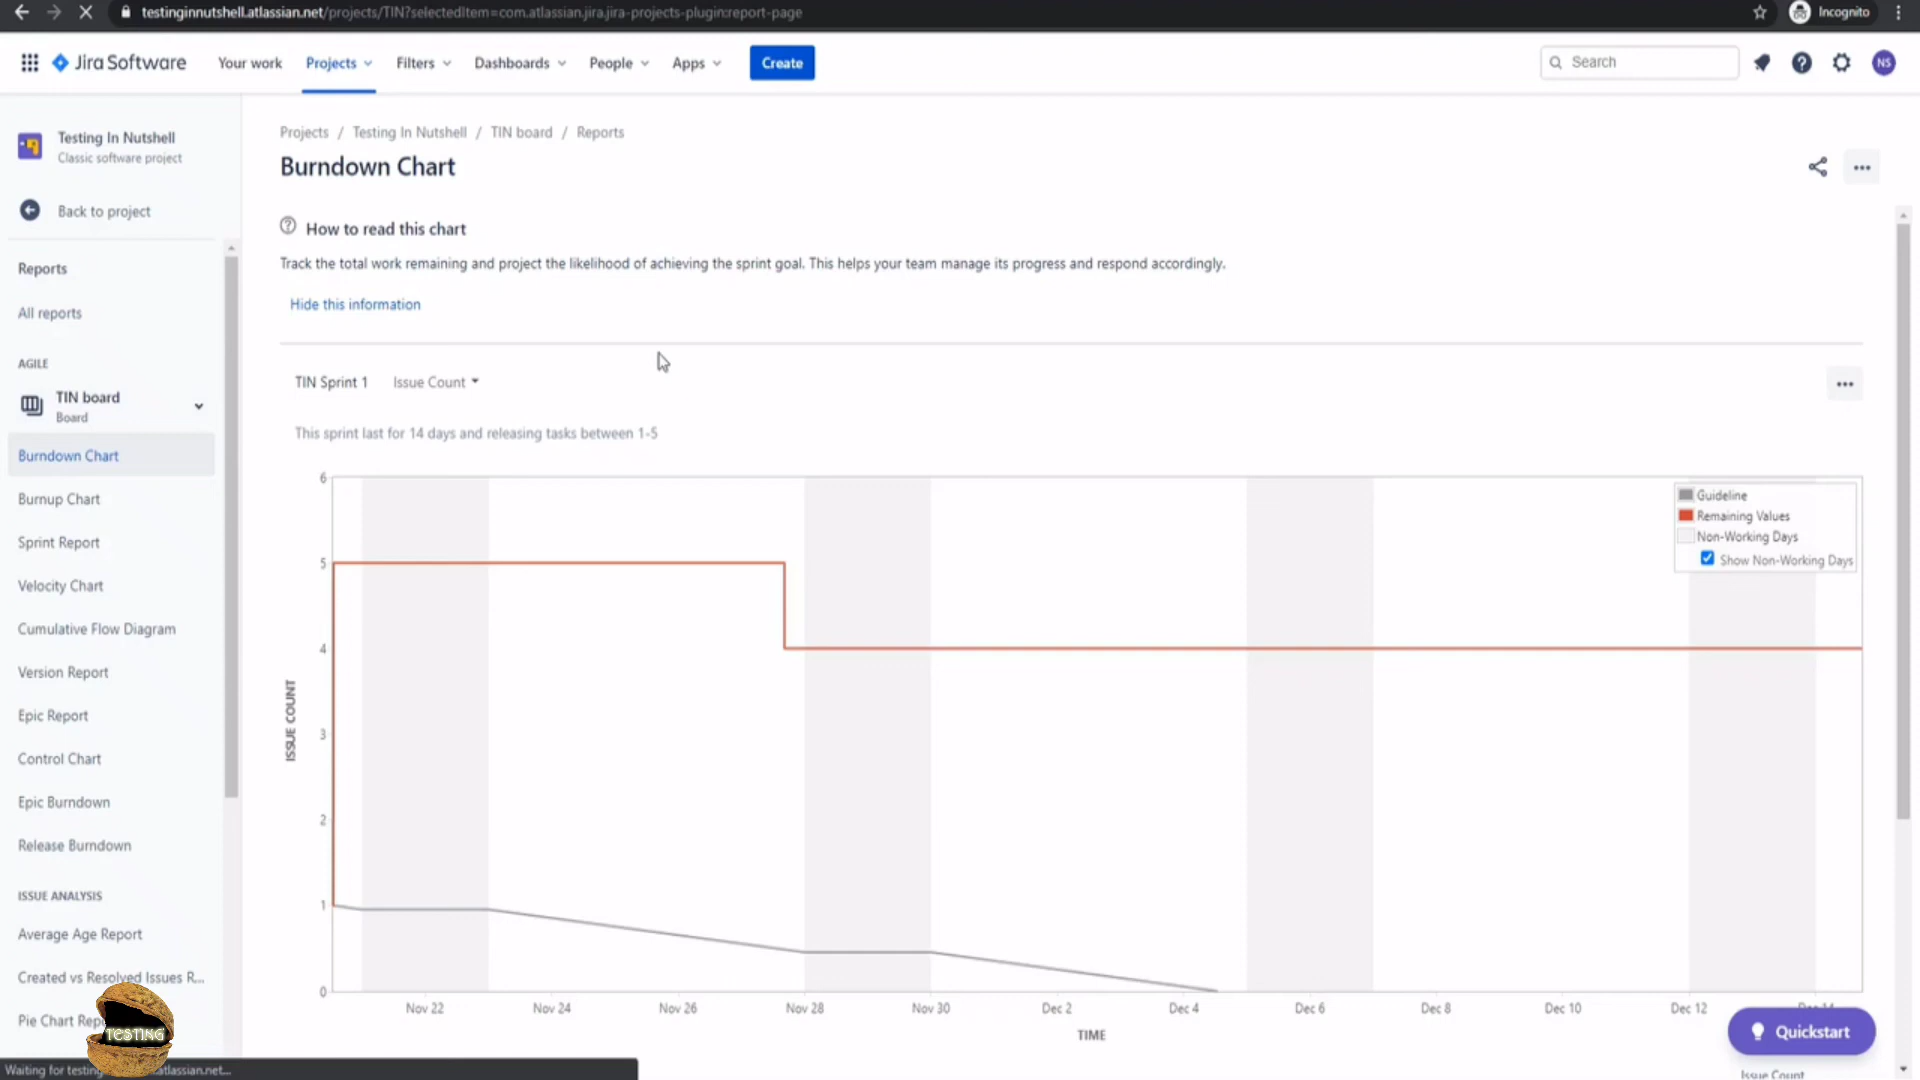 testinginnutshell.atlassian.net/projects/TIN?selectedItem=com.atlassian.jira.jira-projects-plugin:report-page
Incognito
Jira Software
Your work
Projects
Filters
Dashboards
People
Apps
Create
Search
NS
Testing In Nutshell
Classic software project
Back to project
Reports
All reports
AGILE
TIN board
Board
Burndown Chart
Burnup Chart
Sprint Report
Velocity Chart
Cumulative Flow Diagram
Version Report
Epic Report
Control Chart
Epic Burndown
Release Burndown
ISSUE ANALYSIS
Average Age Report
Created vs Resolved Issues R...
Pie Chart
TESTING
Projects / Testing In Nutshell / TIN board / Reports
Burndown Chart
How to read this chart
Track the total work remaining and project the likelihood of achieving the sprint goal. This helps your team manage its progress and respond accordingly.
Hide this information
TIN Sprint 1
Issue Count
This sprint last for 14 days and releasing tasks between 1-5
Guideline
Remaining Values
Non-Working Days
Show Non-Working Days
6
5
4
3
2
1
0
ISSUE COUNT
Nov 22
Nov 24
Nov 26
Nov 28
Nov 30
Dec 2
Dec 4
Dec 6
Dec 8
Dec 10
Dec 12
TIME
Quickstart
Issue Count
Waiting for testing
atlassian.net...